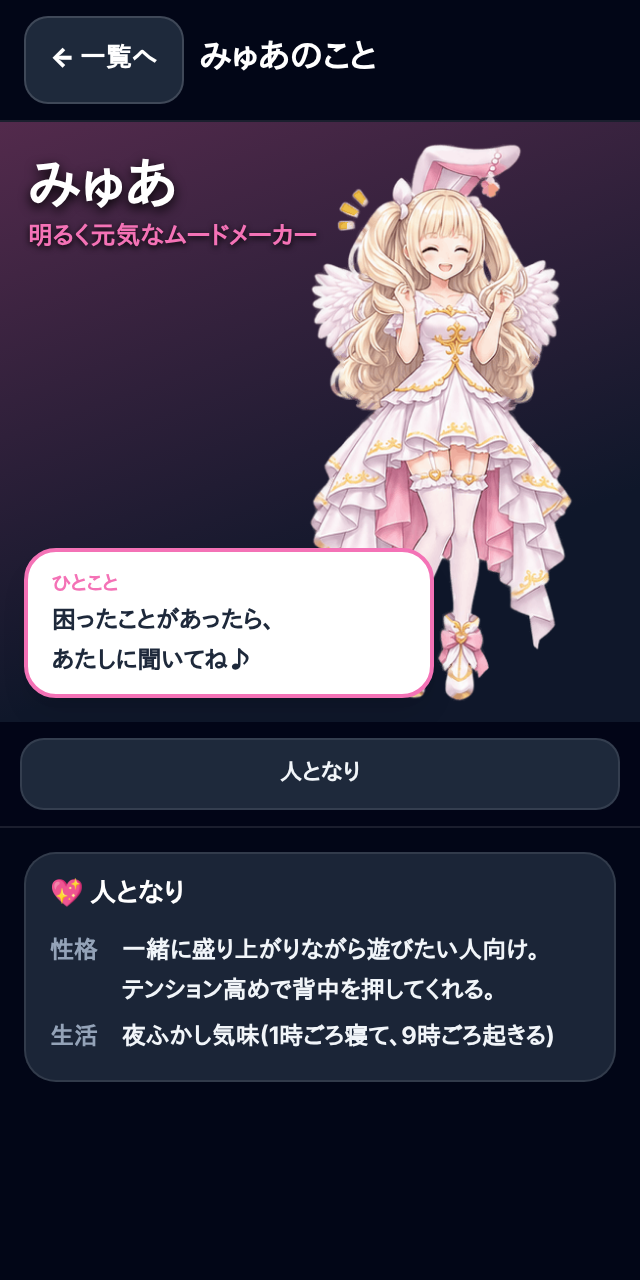 ← 一覧へ
みゅあのこと
みゅあ
明るく元気なムードメーカー
ひとこと
困ったことがあったら、
あたしに聞いてね♪
人となり
💖 人となり
性格 一緒に盛り上がりながら遊びたい人向け。
テンション高めで背中を押してくれる。
生活 夜ふかし気味(1時ごろ寝て、9時ごろ起きる)